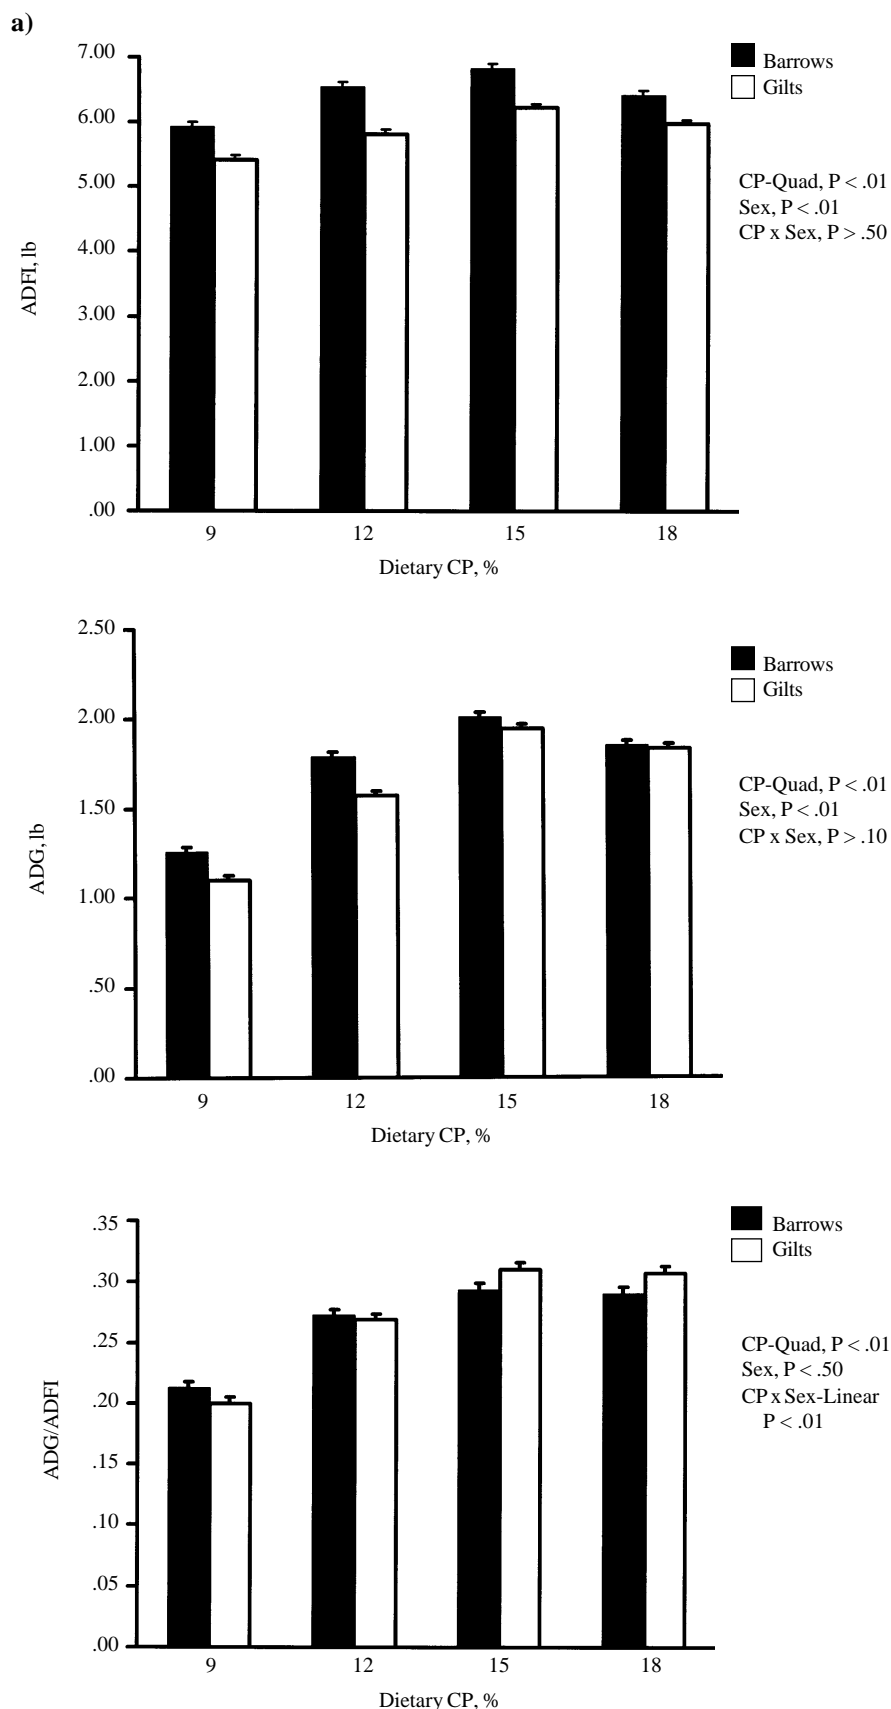 a)
7.00
6.00
5.00
4.00
3.00
2.00
1.00
.00
ADFI, lb
9 12 15 18
Dietary CP, %
Barrows
Gilts
CP-Quad, P < .01
Sex, P < .01
CP x Sex, P > .50
2.50
2.00
1.50
1.00
.50
.00
ADG, lb
9 12 15 18
Dietary CP, %
Barrows
Gilts
CP-Quad, P < .01
Sex, P < .01
CP x Sex, P > .10
.35
.30
.25
.20
.15
.10
.05
.00
ADG/ADFI
9 12 15 18
Dietary CP, %
Barrows
Gilts
CP-Quad, P < .01
Sex, P < .50
CP x Sex-Linear
P < .01